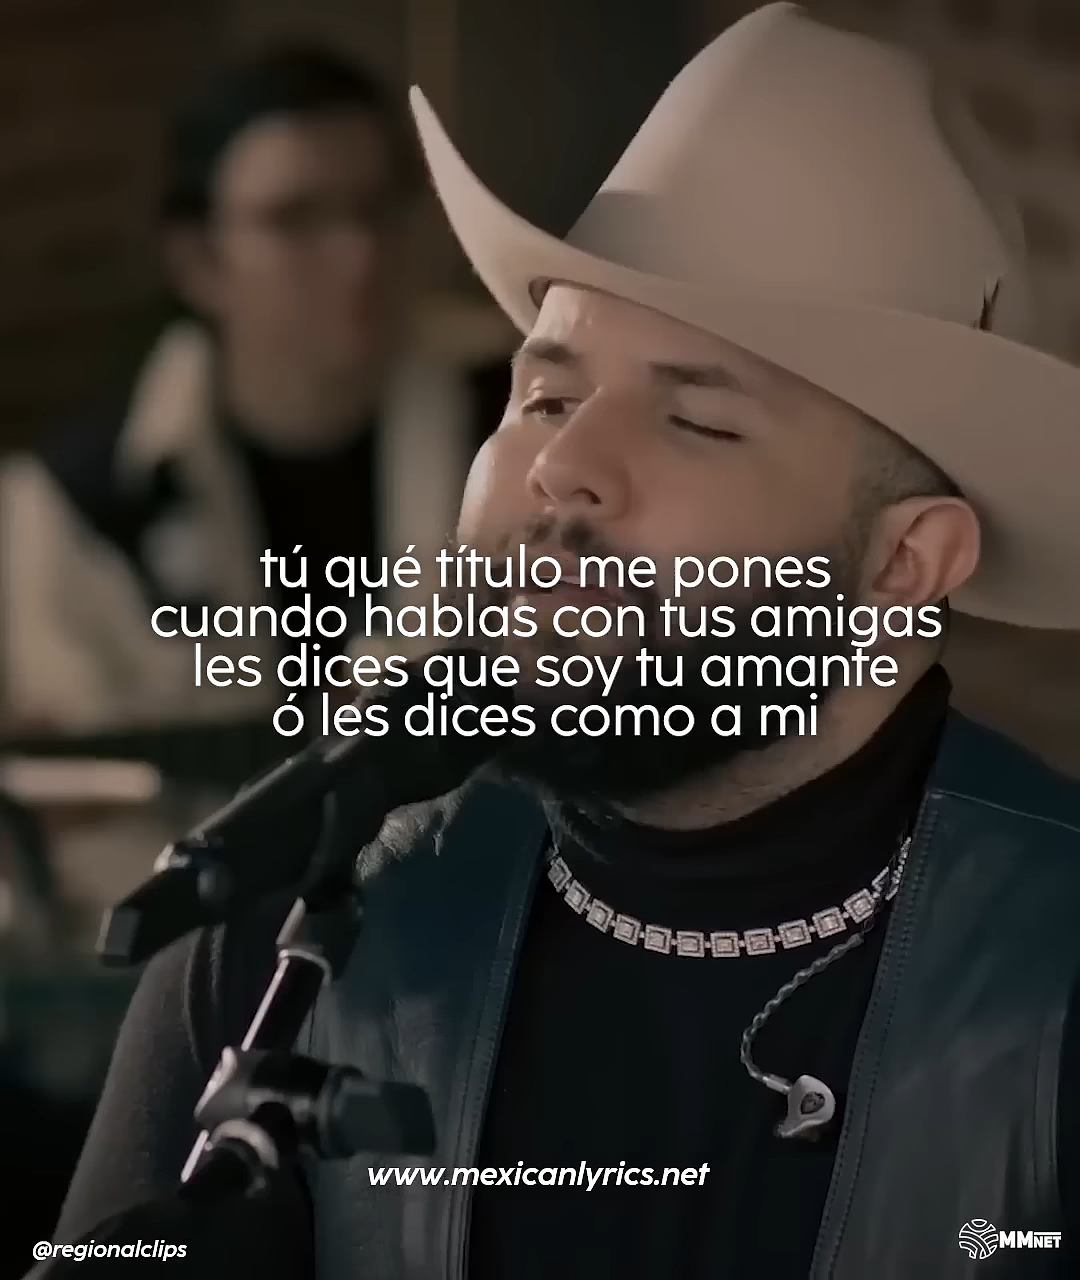 tú qué título me pones
cuando hablas con tus amigas
les dices que soy tu amante
ó les dices como a mi
www.mexicanlyrics.net
@regionalclips
MMNET